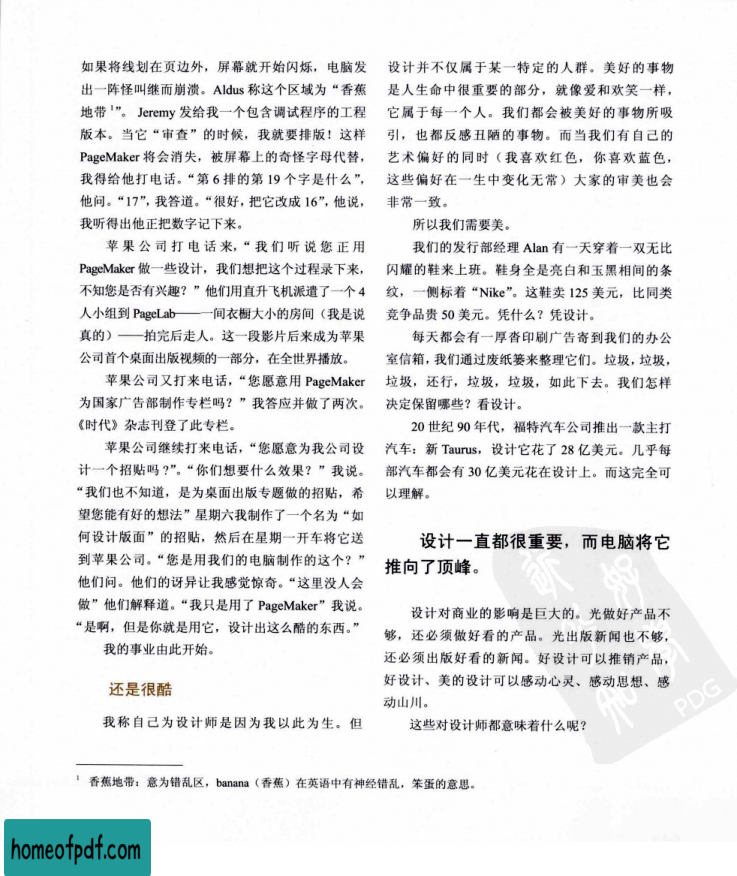 如果将线划在页边外，屏幕就开始闪烁，电脑发
出一阵怪叫继而崩溃。Aldus 称这个区域为“香蕉
地带 1”。 Jeremy 发给我一个包含调试程序的工程
版本。当它“审查”的时候，我就要排版！这样
PageMaker 将会消失，被屏幕上的奇怪字母代替，
我得给他打电话。“第 6 排的第 19 个字是什么”，
他问。“17”，我答道。“很好，把它改成 16”，他说，
我听得出他正把数字记下来。
苹果公司打电话来，“我们听说您正用
PageMaker 做一些设计，我们想把这个过程录下来，
不知您是否有兴趣？”他们用直升飞机派遣了一个 4
人小组到 PageLab——一间衣橱大小的房间（我是说
真的）——拍完后走人。这一段影片后来成为苹果
公司首个桌面出版视频的一部分，在全世界播放。
苹果公司又打来电话，“您愿意用 PageMaker
为国家广告部制作专栏吗？”我答应并做了两次。
《时代》杂志刊登了此专栏。
苹果公司继续打来电话，“您愿意为我公司设
计一个招贴吗？”。“你们想要什么效果？”我说。
“我们也不知道，是为桌面出版专题做的招贴，希
望您能有好的想法”星期六我制作了一个名为“如
何设计版面”的招贴，然后在星期一开车将它送
到苹果公司。“您是用我们的电脑制作的这个？”
他们问。他们的讶异让我感觉惊奇。“这里没人会
做”他们解释道。“我只是用了 PageMaker”我说。
“是啊，但是你就是用它，设计出这么酷的东西。”
我的事业由此开始。
还是很酷
我称自己为设计师是因为我以此为生。但
设计并不仅属于某一特定的人群。美好的事物
是人生命中很重要的部分，就像爱和欢笑一样，
它属于每一个人。我们都会被美好的事物所吸
引，也都反感丑陋的事物。而当我们有自己的
艺术偏好的同时（我喜欢红色，你喜欢蓝色，
这些偏好在一生中变化无常）大家的审美也会
非常一致。
所以我们需要美。
我们的发行部经理 Alan 有一天穿着一双无比
闪耀的鞋来上班。鞋身全是亮白和玉黑相间的条
纹，一侧标着“Nike”。这鞋卖 125 美元，比同类
竞争品贵 50 美元。凭什么？凭设计。
每天都会有一厚沓印刷广告寄到我们的办公
室信箱，我们通过废纸篓来整理它们。垃圾，垃圾，
垃圾，还行，垃圾，垃圾，如此下去。我们怎样
决定保留哪些？看设计。
20 世纪 90 年代，福特汽车公司推出一款主打
汽车：新 Taurus，设计它花了 28 亿美元。几乎每
部汽车都会有 30 亿美元花在设计上。而这完全可
以理解。
设计一直都很重要，而电脑将它
推向了顶峰。
设计对商业的影响是巨大的。光做好产品不
够，还必须做好看的产品。光出版新闻也不够，
还必须出版好看的新闻。好设计可以推销产品，
好设计、美的设计可以感动心灵、感动思想、感
动山川。
这些对设计师都意味着什么呢？
PDG
1 香蕉地带：意为错乱区，banana（香蕉）在英语中有神经错乱，笨蛋的意思。
homeofpdf.com